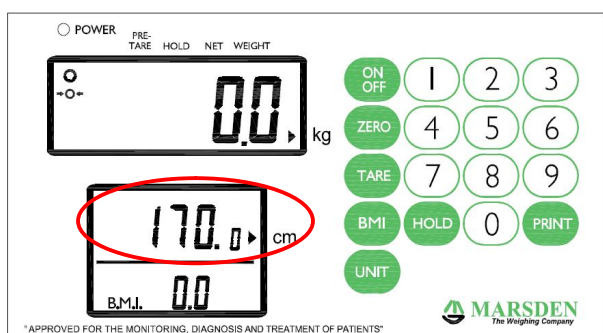 POWER
PRE-
TARE HOLD NET WEIGHT
0.0 kg
170.0 cm
B.M.I. 0.0
ON
OFF 1 2 3
ZERO 4 5 6
TARE 7 8 9
BMI HOLD 0 PRINT
UNIT
MARSDEN
The Weighing Company
"APPROVED FOR THE MONITORING, DIAGNOSIS AND TREATMENT OF PATIENTS"